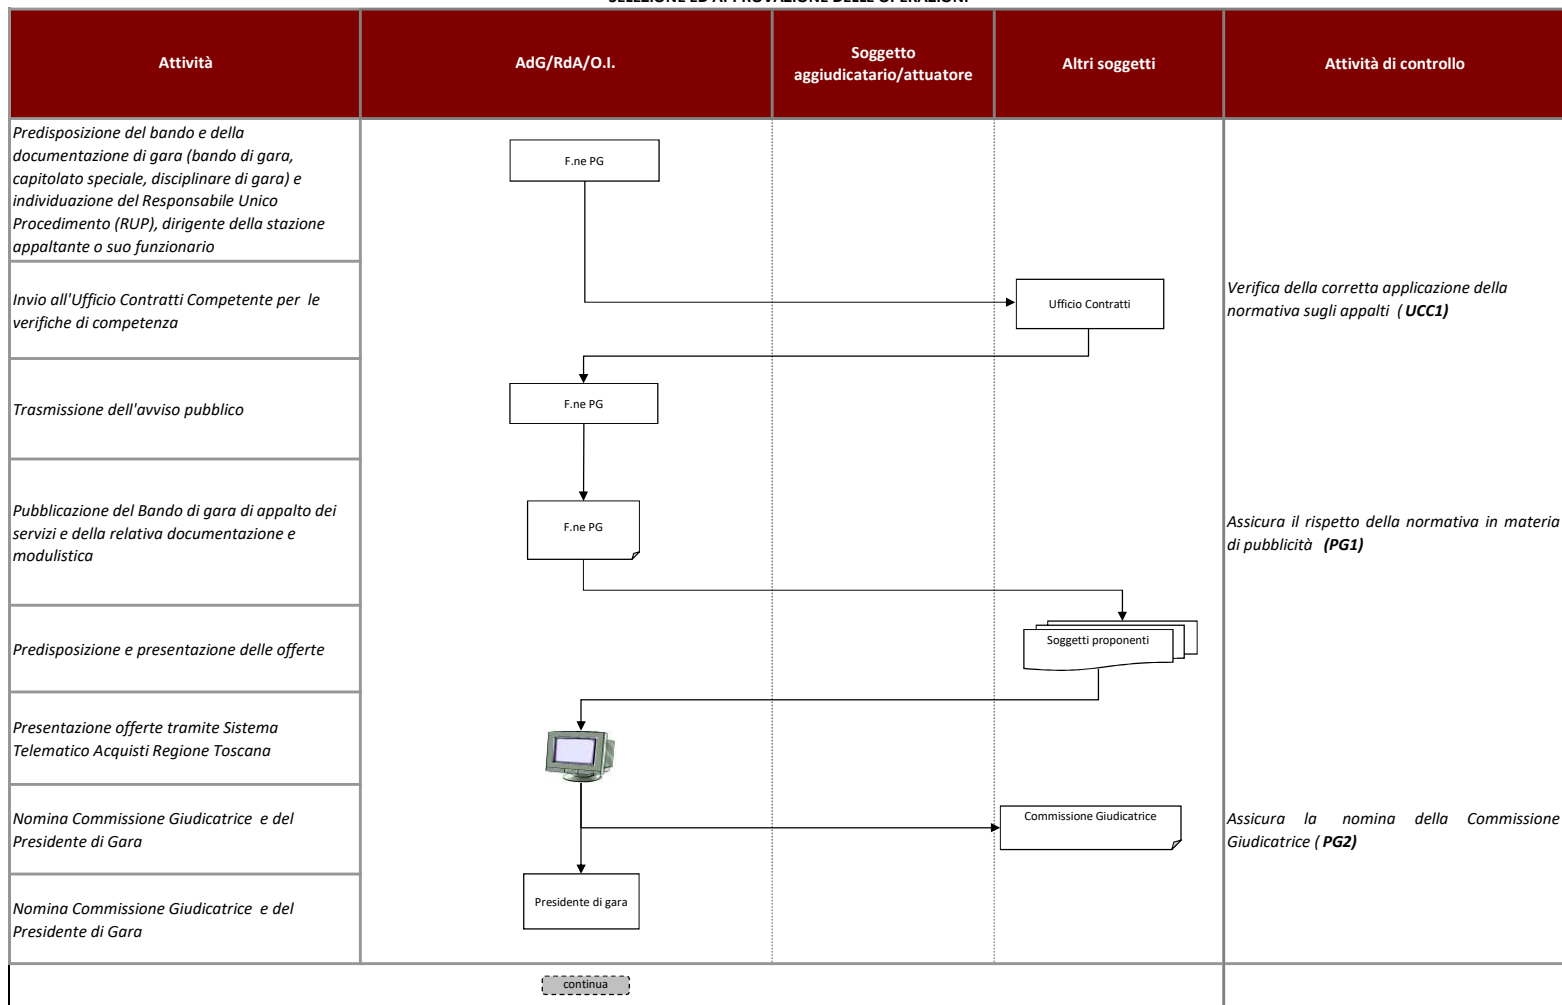 SELEZIONE ED APPROVAZIONE DELLE OPERAZIONI
Attività
AdG/RdA/O.I.
Soggetto
aggiudicatario/attuatore
Altri soggetti
Attività di controllo
Predisposizione del bando e della
documentazione di gara (bando di gara,
capitolato speciale, disciplinare di gara) e
individuazione del Responsabile Unico
Procedimento (RUP), dirigente della stazione
appaltante o suo funzionario
F.ne PG
Invio all'Ufficio Contratti Competente per le
verifiche di competenza
Ufficio Contratti
Verifica della corretta applicazione della
normativa sugli appalti ( UCC1)
Trasmissione dell'avviso pubblico
F.ne PG
Pubblicazione del Bando di gara di appalto dei
servizi e della relativa documentazione e
modulistica
F.ne PG
Assicura il rispetto della normativa in materia
di pubblicità (PG1)
Predisposizione e presentazione delle offerte
Soggetti proponenti
Presentazione offerte tramite Sistema
Telematico Acquisti Regione Toscana
Nomina Commissione Giudicatrice e del
Presidente di Gara
Commissione Giudicatrice
Assicura la nomina della Commissione
Giudicatrice ( PG2)
Nomina Commissione Giudicatrice e del
Presidente di Gara
Presidente di gara
continua